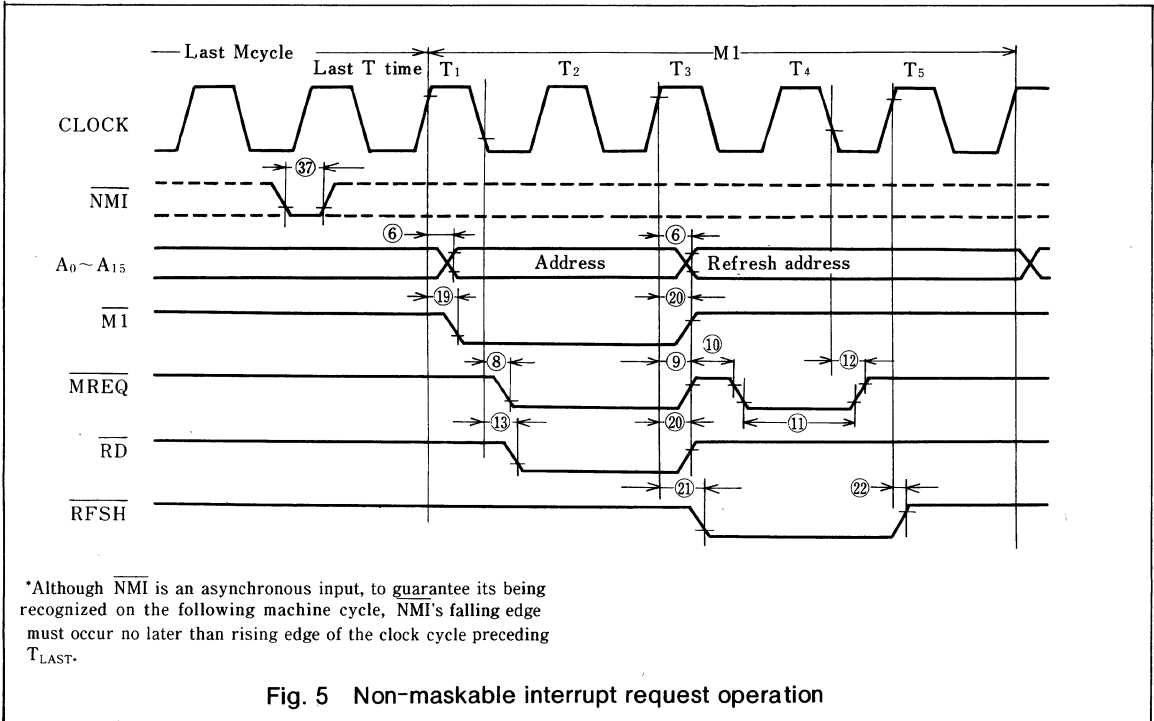 Last Mcycle
M1
Last T time T₁ T₂ T₃ T₄ T₅
CLOCK
㊲
NMI
⑥ ⑥
A₀~A₁₅ Address Refresh address
⑲ ⑳
M1
⑧ ⑨ ⑩ ⑫
MREQ
⑬ ⑳ ⑪
RD
㉑ ㉒
RFSH
*Although NMI is an asynchronous input, to guarantee its being
recognized on the following machine cycle, NMI's falling edge
must occur no later than rising edge of the clock cycle preceding
TLAST.
Fig. 5 Non-maskable interrupt request operation